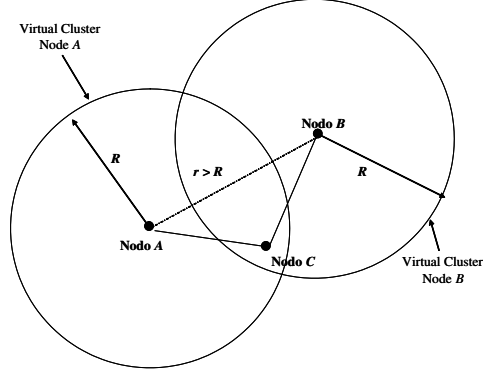 Virtual Cluster
Node A
Nodo B
R
r > R
R
Nodo A
Nodo C
Virtual Cluster
Node B